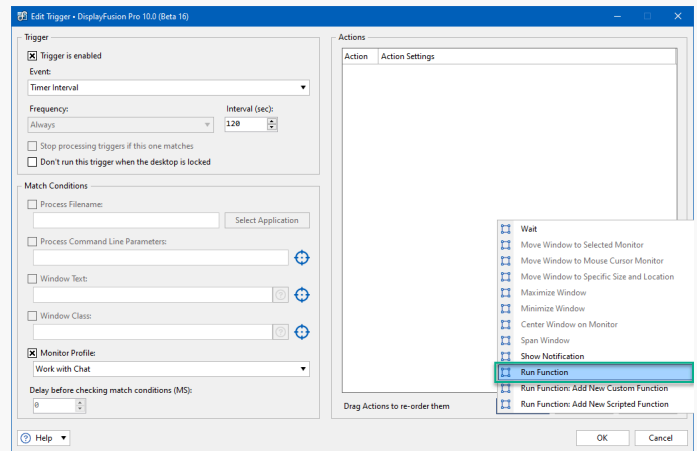 Edit Trigger • DisplayFusion Pro 10.0 (Beta 16)
Trigger
Trigger is enabled
Event:
Timer Interval
Frequency:
Interval (sec):
Always
120
Stop processing triggers if this one matches
Don't run this trigger when the desktop is locked
Match Conditions
Process Filename:
Select Application
Process Command Line Parameters:
Window Text:
Window Class:
Monitor Profile:
Work with Chat
Delay before checking match conditions (MS):
0
Help
Actions
Action
Action Settings
Wait
Move Window to Selected Monitor
Move Window to Mouse Cursor Monitor
Move Window to Specific Size and Location
Maximize Window
Minimize Window
Center Window on Monitor
Span Window
Show Notification
Run Function
Run Function: Add New Custom Function
Run Function: Add New Scripted Function
Drag Actions to re-order them
OK
Cancel